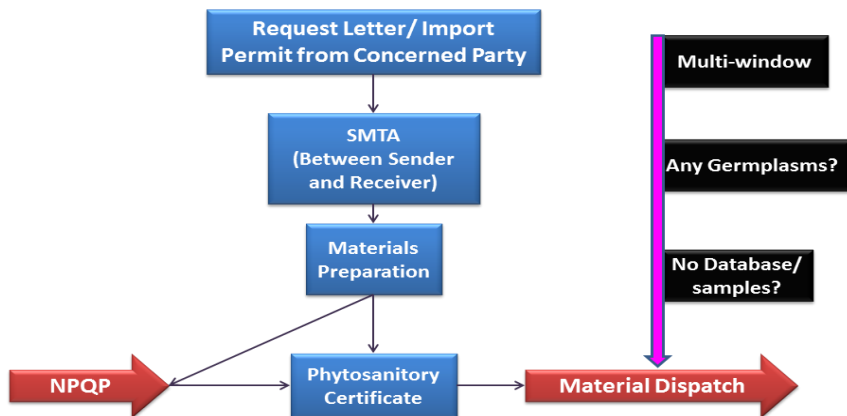 Request Letter/ Import
Permit from Concerned Party
SMTA
(Between Sender
and Receiver)
Materials
Preparation
NPQP
Phytosanitory
Certificate
Material Dispatch
Multi-window
Any Germplasms?
No Database/
samples?